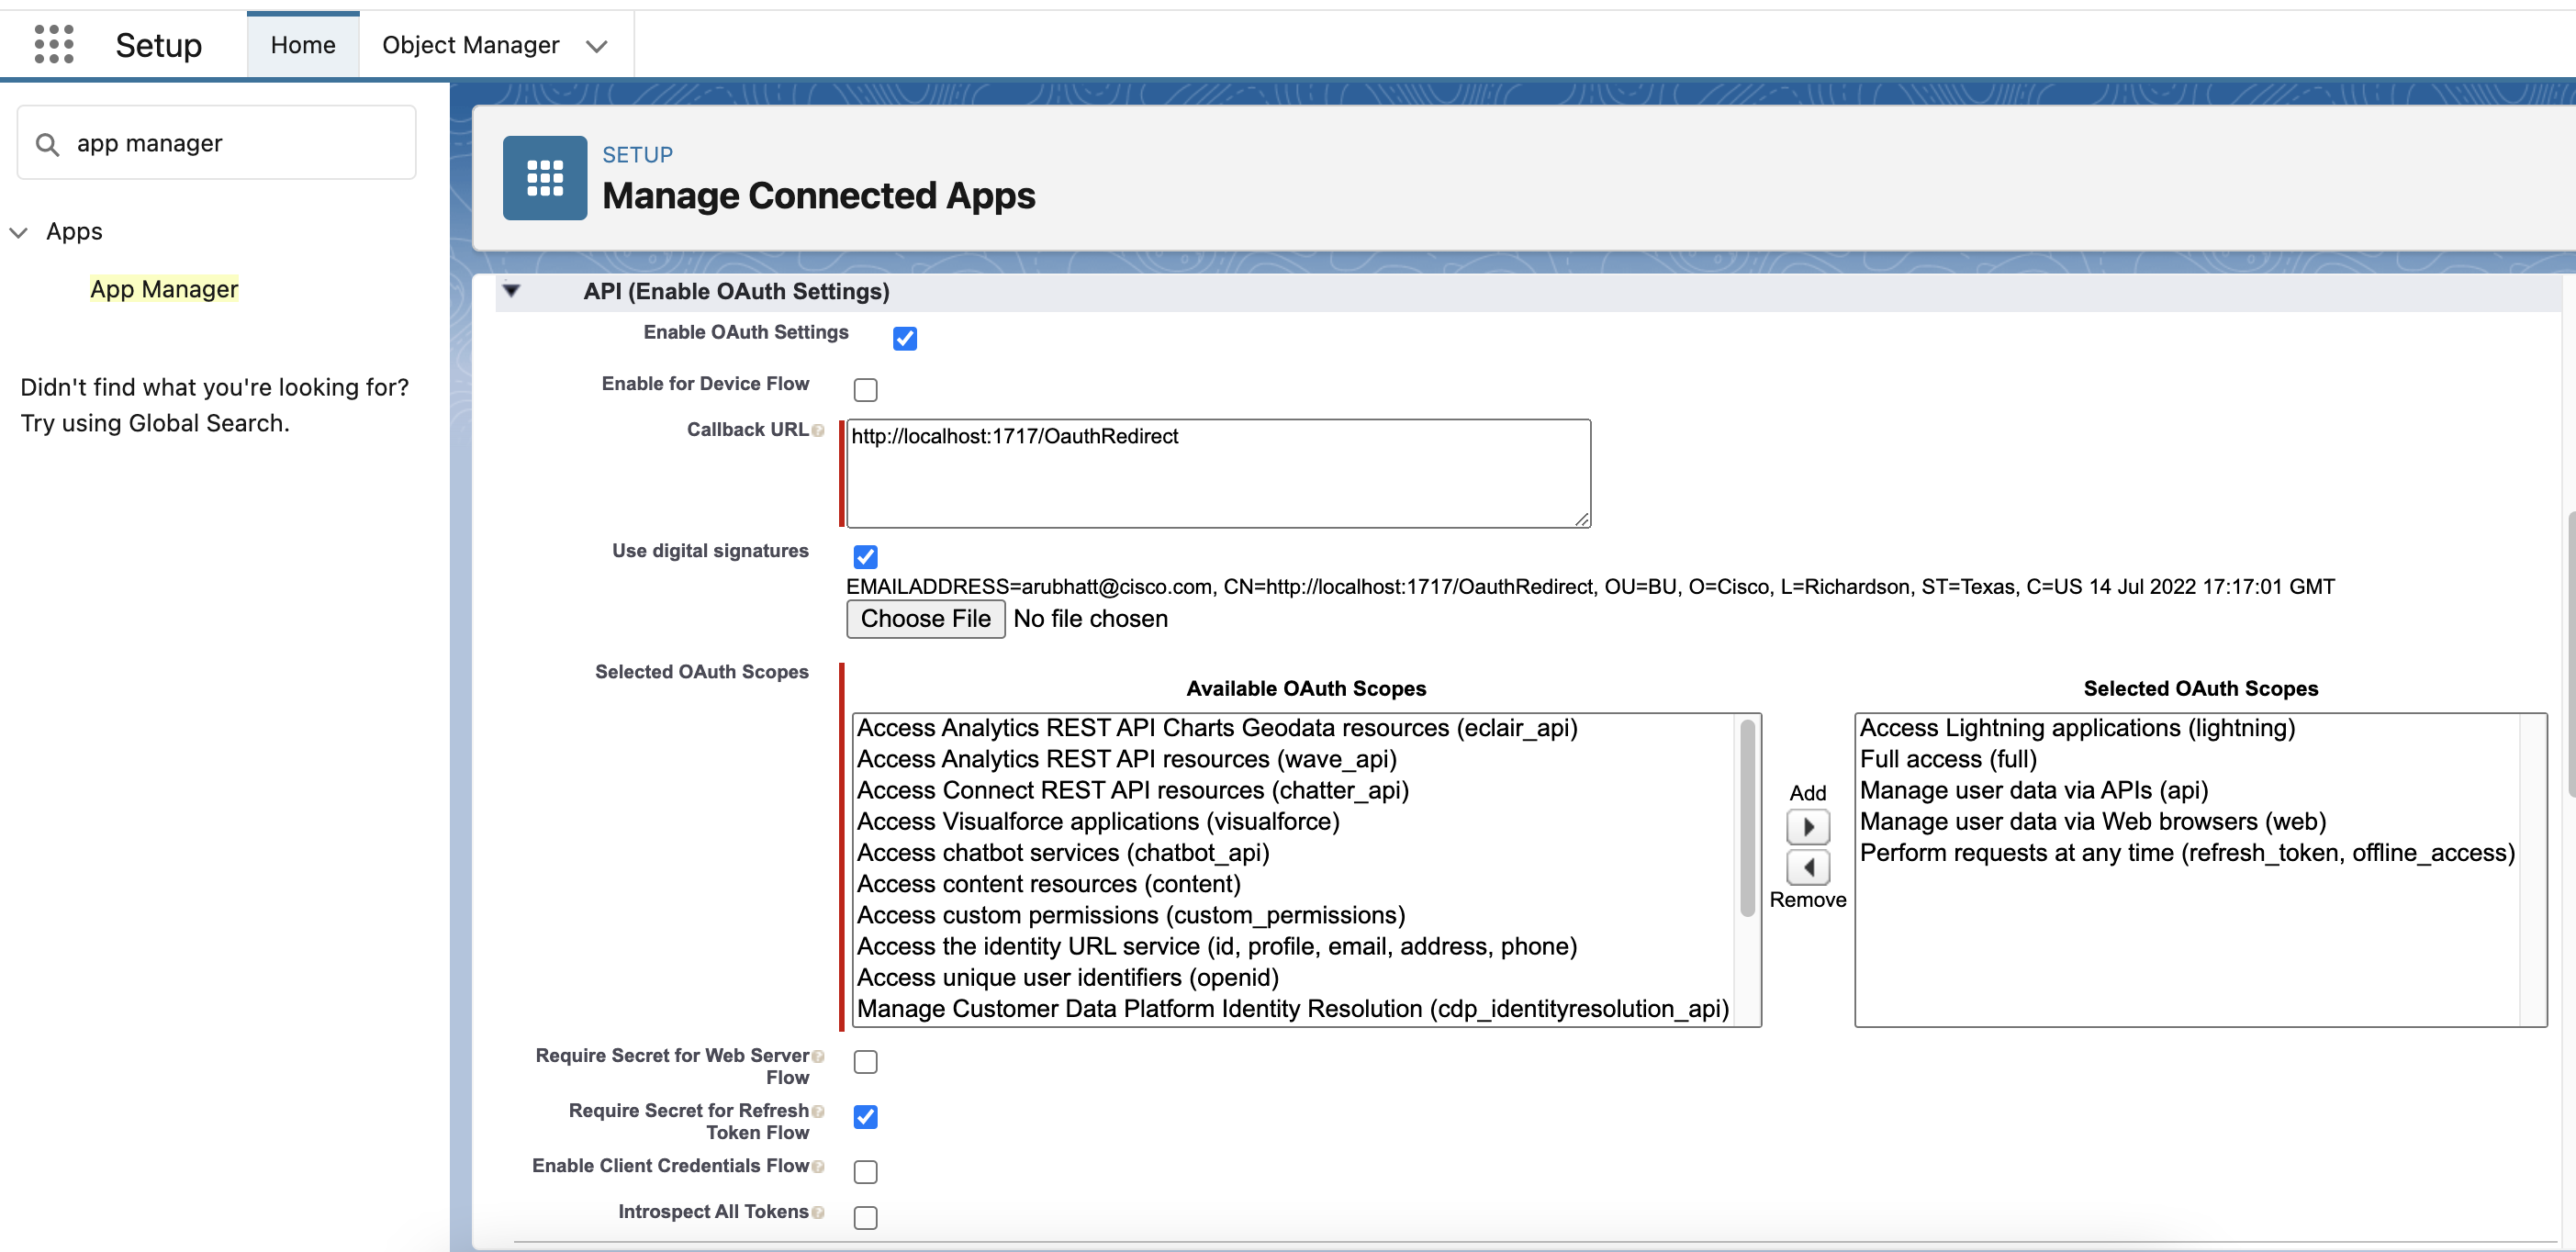 Setup
Home
Object Manager
app manager
Apps
App Manager
Didn't find what you're looking for?
Try using Global Search.
SETUP
Manage Connected Apps
API (Enable OAuth Settings)
Enable OAuth Settings
Enable for Device Flow
Callback URL
http://localhost:1717/OauthRedirect
Use digital signatures
EMAILADDRESS=arubhatt@cisco.com, CN=http://localhost:1717/OauthRedirect, OU=BU, O=Cisco, L=Richardson, ST=Texas, C=US 14 Jul 2022 17:17:01 GMT
Choose File No file chosen
Selected OAuth Scopes
Available OAuth Scopes
Access Analytics REST API Charts Geodata resources (eclair_api)
Access Analytics REST API resources (wave_api)
Access Connect REST API resources (chatter_api)
Access Visualforce applications (visualforce)
Access chatbot services (chatbot_api)
Access content resources (content)
Access custom permissions (custom_permissions)
Access the identity URL service (id, profile, email, address, phone)
Access unique user identifiers (openid)
Manage Customer Data Platform Identity Resolution (cdp_identityresolution_api)
Add
Remove
Selected OAuth Scopes
Access Lightning applications (lightning)
Full access (full)
Manage user data via APIs (api)
Manage user data via Web browsers (web)
Perform requests at any time (refresh_token, offline_access)
Require Secret for Web Server
Flow
Require Secret for Refresh
Token Flow
Enable Client Credentials Flow
Introspect All Tokens